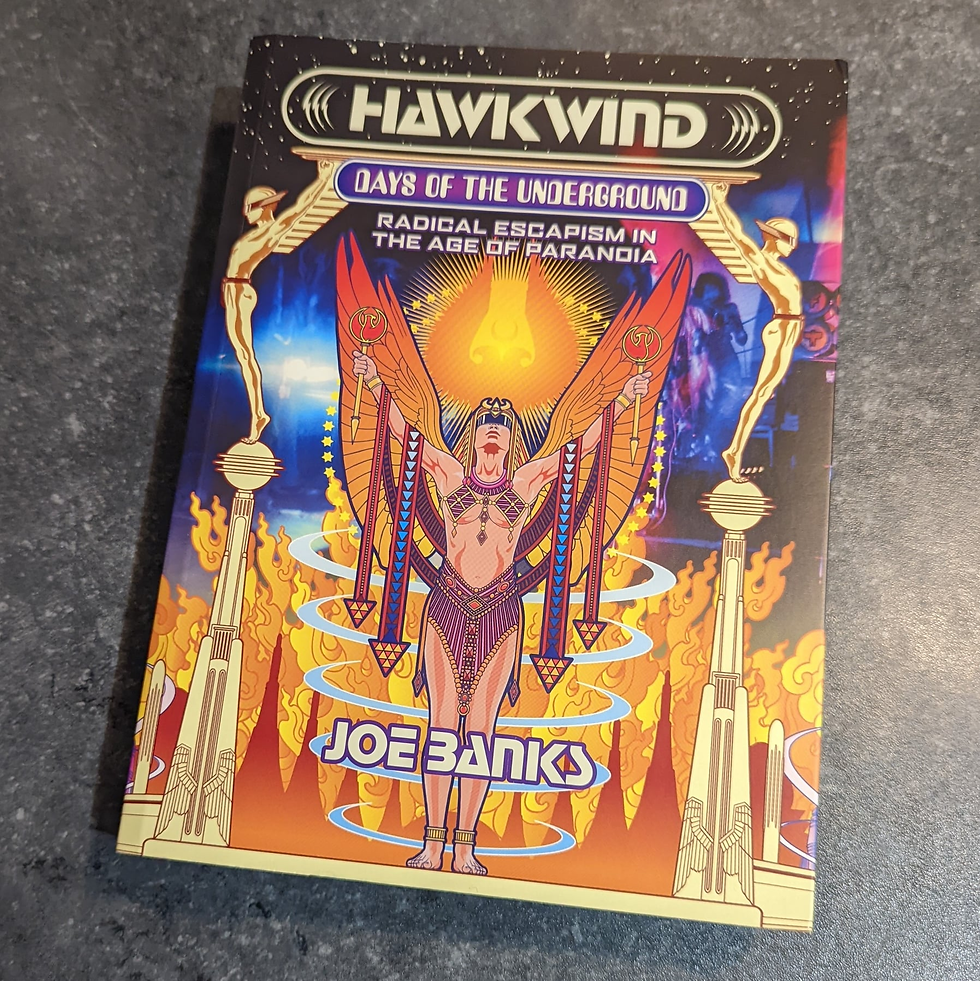 HAWKWIND
DAYS OF THE UNDERGROUND
RADICAL ESCAPISM IN
THE AGE OF PARANOIA
JOE BANKS